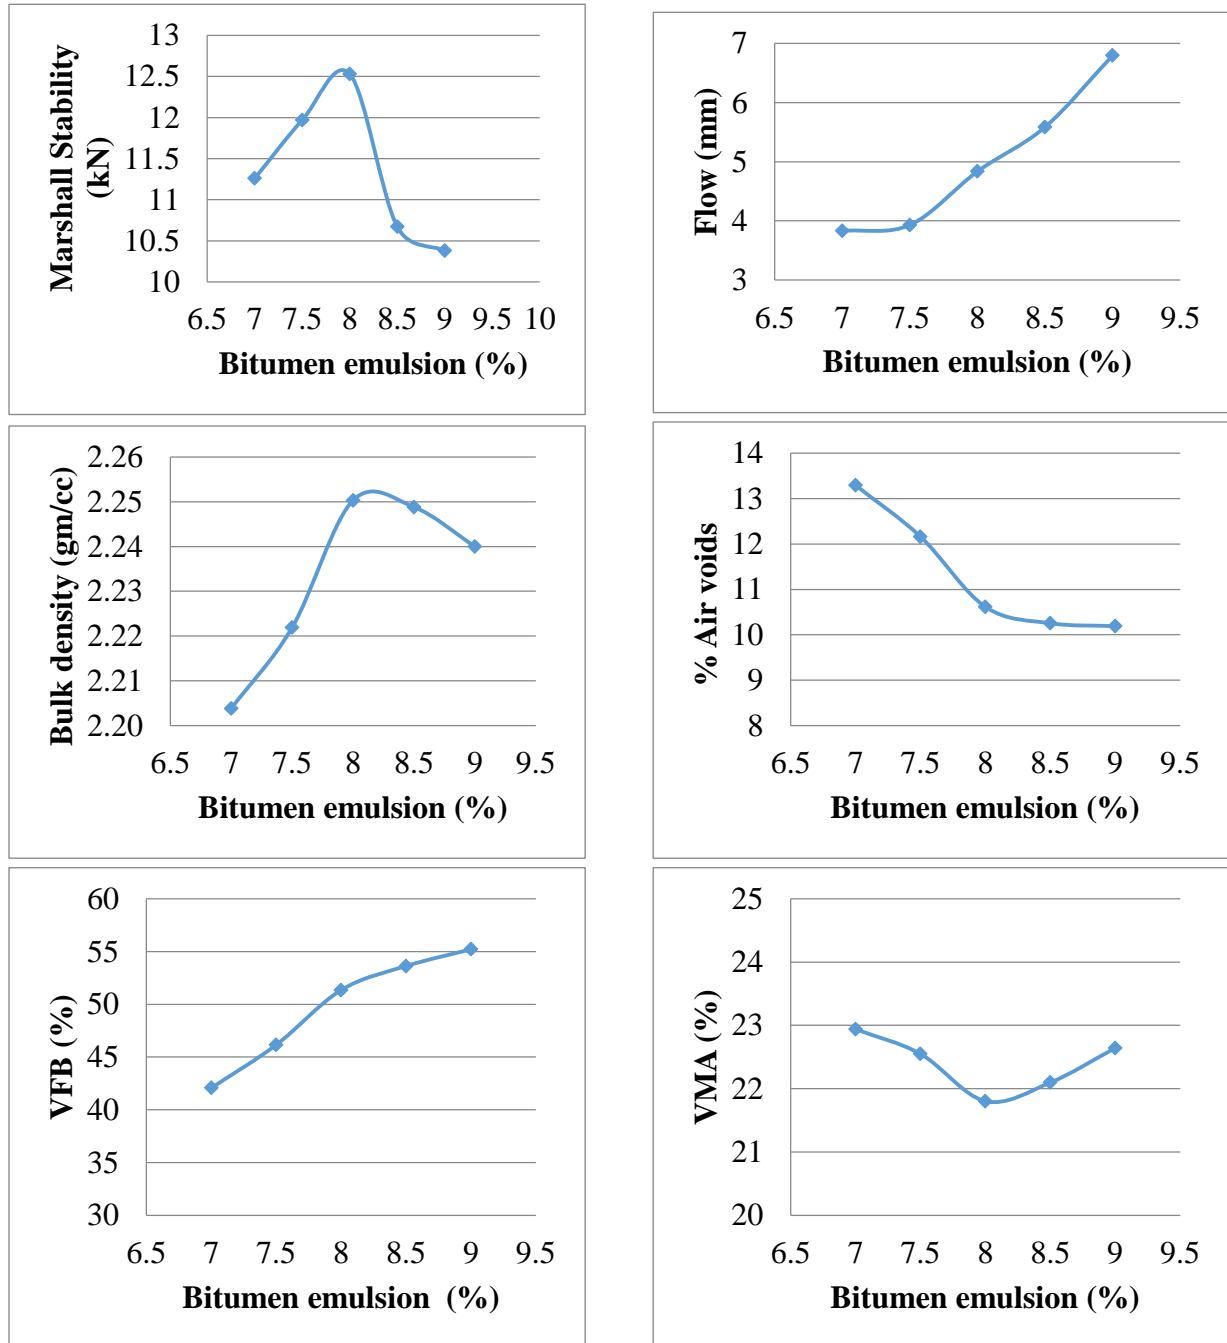 Marshall Stability
(kN)
13
12.5
12
11.5
11
10.5
10
6.5 7 7.5 8 8.5 9 9.5 10
Bitumen emulsion (%)
Flow (mm)
7
6
5
4
3
6.5 7 7.5 8 8.5 9 9.5
Bitumen emulsion (%)
Bulk density (gm/cc)
2.26
2.25
2.24
2.23
2.22
2.21
2.20
6.5 7 7.5 8 8.5 9 9.5
Bitumen emulsion (%)
% Air voids
14
13
12
11
10
9
8
6.5 7 7.5 8 8.5 9 9.5
Bitumen emulsion (%)
VFB (%)
60
55
50
45
40
35
30
6.5 7 7.5 8 8.5 9 9.5
Bitumen emulsion (%)
VMA (%)
25
24
23
22
21
20
6.5 7 7.5 8 8.5 9 9.5
Bitumen emulsion (%)